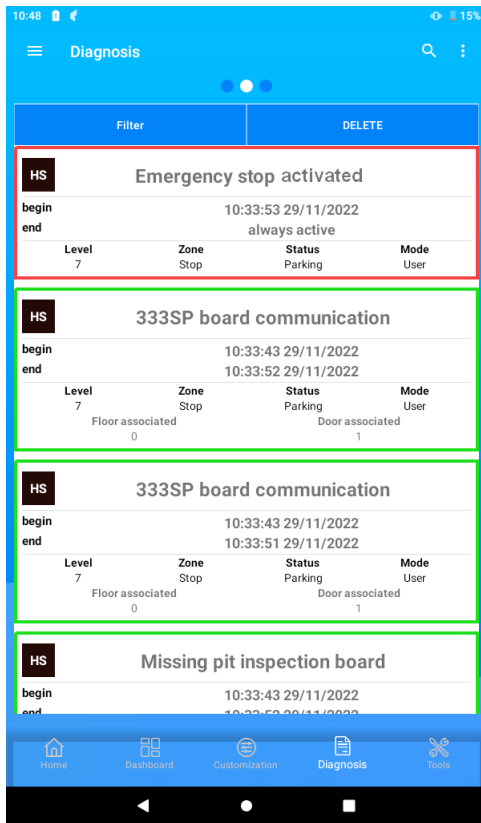 10:48 15%
Diagnosis
Filter DELETE
HS Emergency stop activated
begin 10:33:53 29/11/2022
end always active
Level Zone Status Mode
7 Stop Parking User
HS 333SP board communication
begin 10:33:43 29/11/2022
end 10:33:52 29/11/2022
Level Zone Status Mode
7 Stop Parking User
Floor associated Door associated
0 1
HS 333SP board communication
begin 10:33:43 29/11/2022
end 10:33:51 29/11/2022
Level Zone Status Mode
7 Stop Parking User
Floor associated Door associated
0 1
HS Missing pit inspection board
begin 10:33:43 29/11/2022
end
Home Dashboard Customization Diagnosis Tools